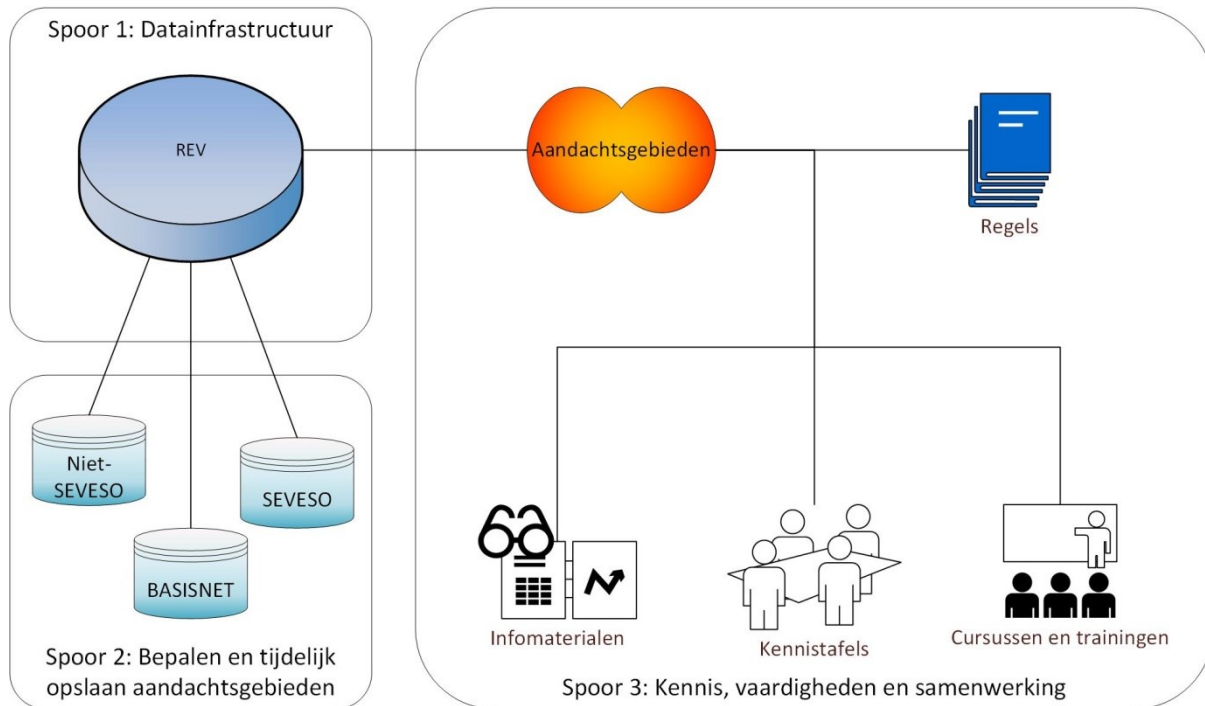 Spoor 1: Datainfrastructuur
REV
Niet-
SEVESO
SEVESO
BASISNET
Spoor 2: Bepalen en tijdelijk
opslaan aandachtsgebieden
Aandachtsgebieden
Regels
Infomaterialen
Kennistafels
Cursussen en trainingen
Spoor 3: Kennis, vaardigheden en samenwerking